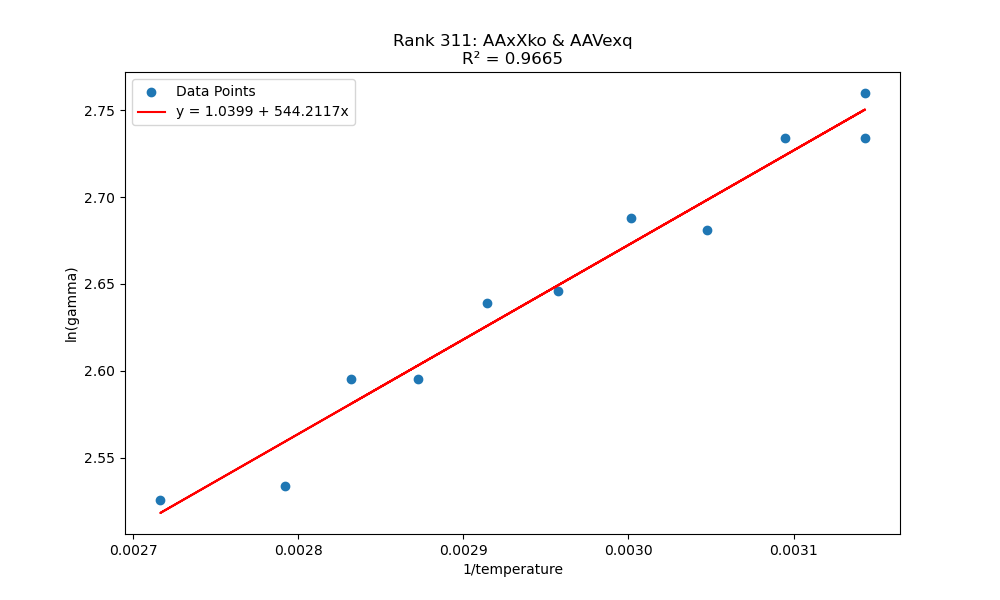 Rank 311: AAxXko & AAVexq
R² = 0.9665
Data Points
y = 1.0399 + 544.2117x
2.75
2.70
2.65
2.60
2.55
ln(gamma)
0.0027 0.0028 0.0029 0.0030 0.0031
1/temperature